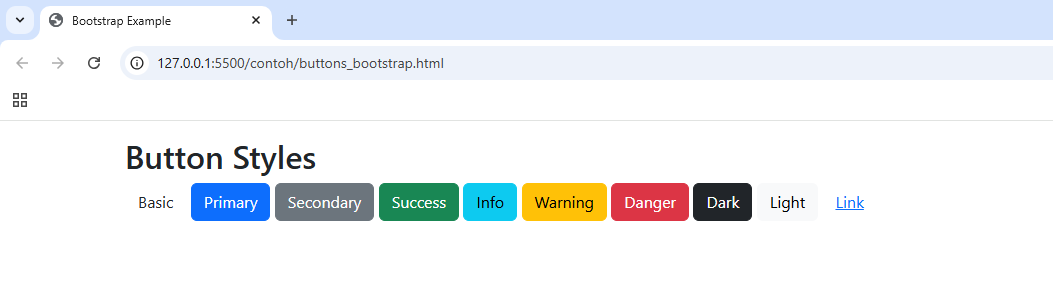 Bootstrap Example
127.0.0.1:5500/contoh/buttons_bootstrap.html
Button Styles
Basic Primary Secondary Success Info Warning Danger Dark Light Link